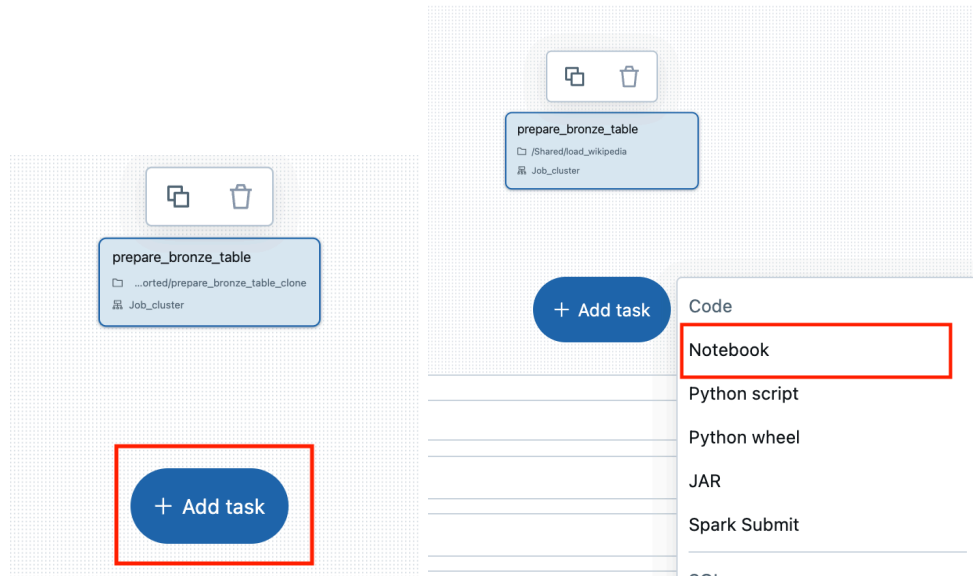 prepare_bronze_table
...orted/prepare_bronze_table_clone
Job_cluster
+ Add task
prepare_bronze_table
/Shared/load_wikipedia
Job_cluster
+ Add task
Code
Notebook
Python script
Python wheel
JAR
Spark Submit